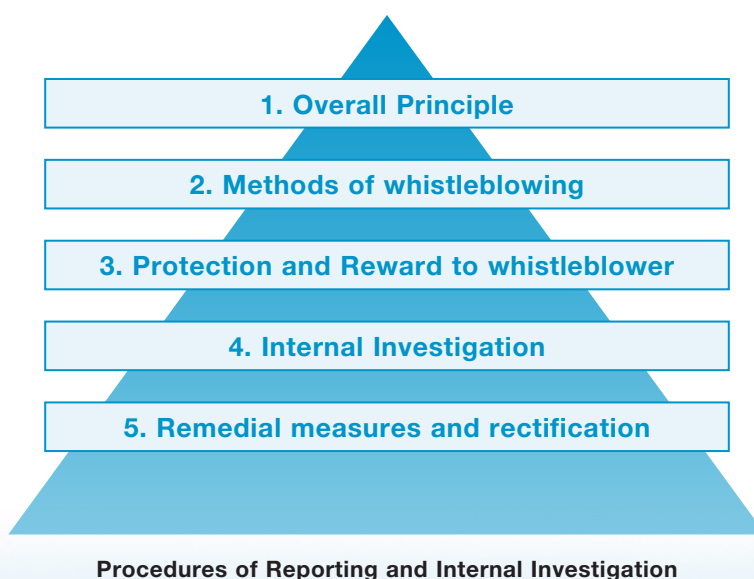 1. Overall Principle
2. Methods of whistleblowing
3. Protection and Reward to whistleblower
4. Internal Investigation
5. Remedial measures and rectification
Procedures of Reporting and Internal Investigation